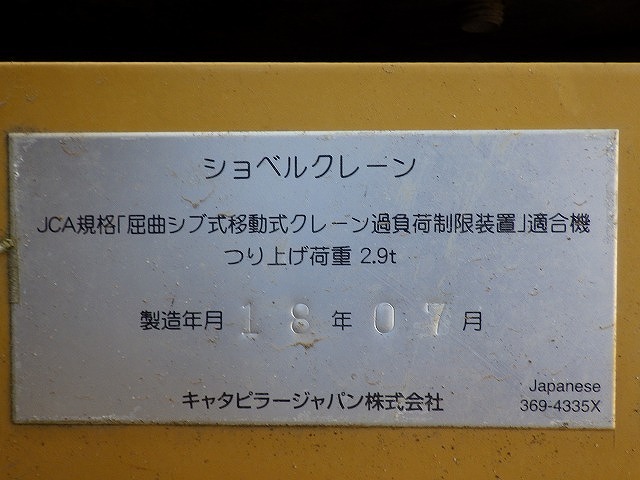 ショベルクレーン
JCA規格「屈曲シブ式移動式クレーン過負荷制限装置」適合機
つり上げ荷重 2.9t
製造年月 18 年 07 月
キャタピラージャパン株式会社
Japanese
369-4335X